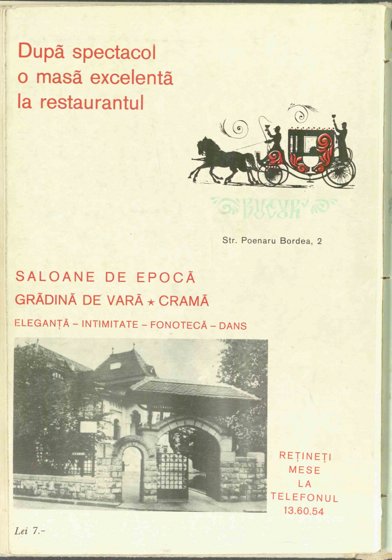 După spectacol
o masă excelentă
la restaurantul
BUCUR
Str. Poenaru Bordea, 2
SALOANE DE EPOCĂ
GRĂDINĂ DE VARĂ ★ CRAMĂ
ELEGANȚĂ – INTIMITATE – FONOTECĂ – DANS
REȚINEȚI
MESE
LA
TELEFONUL
13.60.54
Lei 7.–